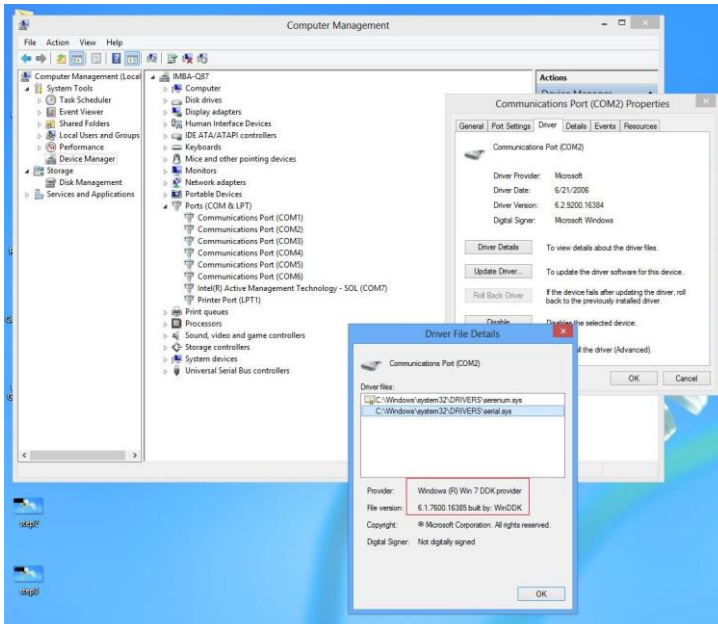 Computer Management
File Action View Help
Computer Management (Local
System Tools
Task Scheduler
Event Viewer
Shared Folders
Local Users and Groups
Performance
Device Manager
Storage
Disk Management
Services and Applications
IMBA-Q87
Computer
Disk drives
Display adapters
Human Interface Devices
IDE ATA/ATAPI controllers
Keyboards
Mice and other pointing devices
Monitors
Network adapters
Portable Devices
Ports (COM & LPT)
Communications Port (COM1)
Communications Port (COM2)
Communications Port (COM3)
Communications Port (COM4)
Communications Port (COM5)
Communications Port (COM6)
Intel(R) Active Management Technology - SOL (COM7)
Printer Port (LPT1)
Print queues
Processors
Sound, video and game controllers
Storage controllers
System devices
Universal Serial Bus controllers
Actions
Device Manager
Communications Port (COM2) Properties
General Port Settings Driver Details Events Resources
Communications Port (COM2)
Driver Provider: Microsoft
Driver Date: 6/21/2006
Driver Version: 6.2.9200.16384
Digital Signer: Microsoft Windows
Driver Details To view details about the driver files.
Update Driver... To update the driver software for this device.
Roll Back Driver If the device fails after updating the driver, roll
back to the previously installed driver.
Disable Disables the selected device.
the driver (Advanced).
OK Cancel
Driver File Details
Communications Port (COM2)
Driver files:
C:\Windows\system32\DRIVERS\serenum.sys
C:\Windows\system32\DRIVERS\serial.sys
Provider: Windows (R) Win 7 DDK provider
File version: 6.1.7600.16385 built by: WinDDK
Copyright: © Microsoft Corporation. All rights reserved.
Digital Signer: Not digitally signed
OK
step2